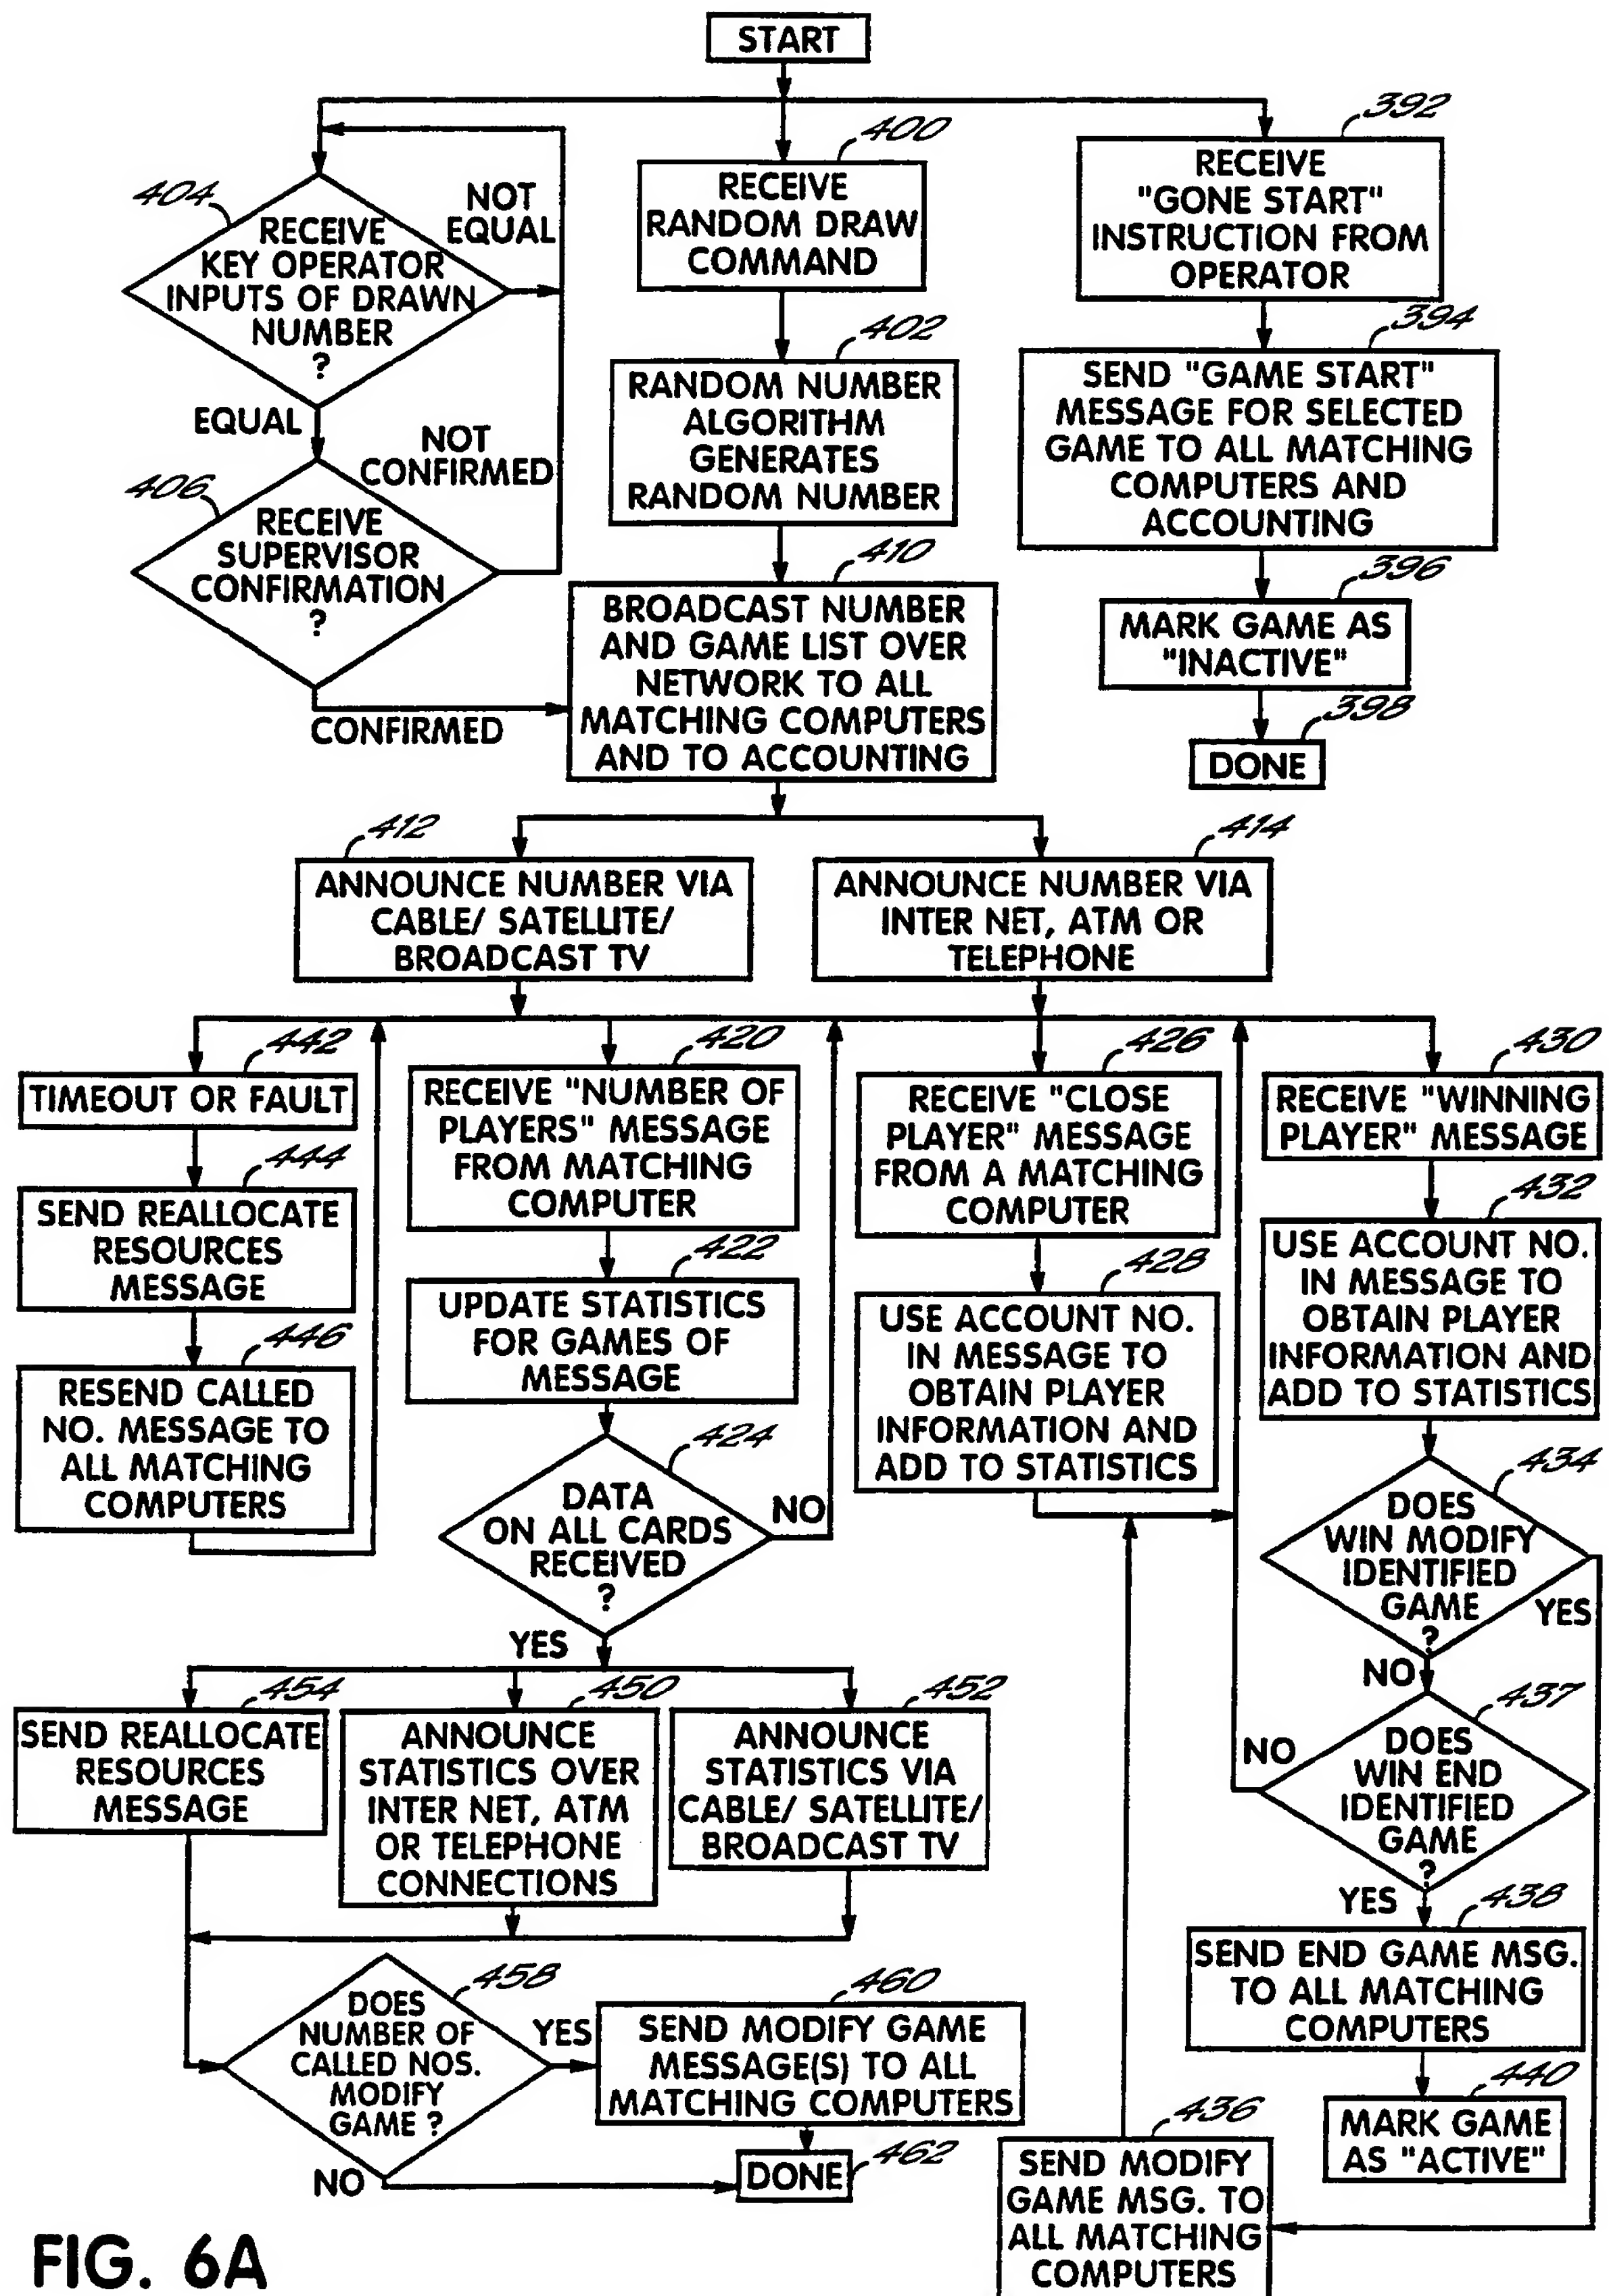 START
404
RECEIVE
KEY OPERATOR
INPUTS OF DRAWN
NUMBER
?
NOT
EQUAL
EQUAL
406
RECEIVE
SUPERVISOR
CONFIRMATION
?
NOT
CONFIRMED
CONFIRMED
400
RECEIVE
RANDOM DRAW
COMMAND
402
RANDOM NUMBER
ALGORITHM
GENERATES
RANDOM NUMBER
410
BROADCAST NUMBER
AND GAME LIST OVER
NETWORK TO ALL
MATCHING COMPUTERS
AND TO ACCOUNTING
392
RECEIVE
"GONE START"
INSTRUCTION FROM
OPERATOR
394
SEND "GAME START"
MESSAGE FOR SELECTED
GAME TO ALL MATCHING
COMPUTERS AND
ACCOUNTING
396
MARK GAME AS
"INACTIVE"
398
DONE
412
ANNOUNCE NUMBER VIA
CABLE/ SATELLITE/
BROADCAST TV
414
ANNOUNCE NUMBER VIA
INTER NET, ATM OR
TELEPHONE
442
TIMEOUT OR FAULT
444
SEND REALLOCATE
RESOURCES
MESSAGE
446
RESEND CALLED
NO. MESSAGE TO
ALL MATCHING
COMPUTERS
420
RECEIVE "NUMBER OF
PLAYERS" MESSAGE
FROM MATCHING
COMPUTER
422
UPDATE STATISTICS
FOR GAMES OF
MESSAGE
424
DATA
ON ALL CARDS
RECEIVED
?
NO
YES
426
RECEIVE "CLOSE
PLAYER" MESSAGE
FROM A MATCHING
COMPUTER
428
USE ACCOUNT NO.
IN MESSAGE TO
OBTAIN PLAYER
INFORMATION AND
ADD TO STATISTICS
430
RECEIVE "WINNING
PLAYER" MESSAGE
432
USE ACCOUNT NO.
IN MESSAGE TO
OBTAIN PLAYER
INFORMATION AND
ADD TO STATISTICS
434
DOES
WIN MODIFY
IDENTIFIED
GAME
?
YES
NO
437
DOES
WIN END
IDENTIFIED
GAME
?
NO
YES
438
SEND END GAME MSG.
TO ALL MATCHING
COMPUTERS
440
MARK GAME
AS "ACTIVE"
436
SEND MODIFY
GAME MSG. TO
ALL MATCHING
COMPUTERS
454
SEND REALLOCATE
RESOURCES
MESSAGE
450
ANNOUNCE
STATISTICS OVER
INTER NET, ATM
OR TELEPHONE
CONNECTIONS
452
ANNOUNCE
STATISTICS VIA
CABLE/ SATELLITE/
BROADCAST TV
458
DOES
NUMBER OF
CALLED NOS.
MODIFY
GAME ?
YES
NO
460
SEND MODIFY GAME
MESSAGE(S) TO ALL
MATCHING COMPUTERS
DONE
462
FIG. 6A